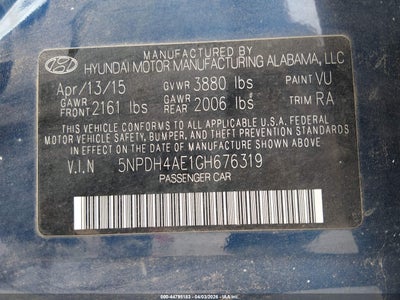 MANUFACTURED BY
HYUNDAI MOTOR MANUFACTURING ALABAMA, LLC
Apr/13/15 GVWR 3880 lbs PAINT VU
GAWR FRONT 2161 lbs GAWR REAR 2006 lbs TRIM RA
THIS VEHICLE CONFORMS TO ALL APPLICABLE U.S.A. FEDERAL
MOTOR VEHICLE SAFETY, BUMPER, AND THEFT PREVENTION STANDARDS
IN EFFECT ON THE DATE OF MANUFACTURE SHOWN ABOVE.
V.I.N 5NPDH4AE1GH676319
PASSENGER CAR